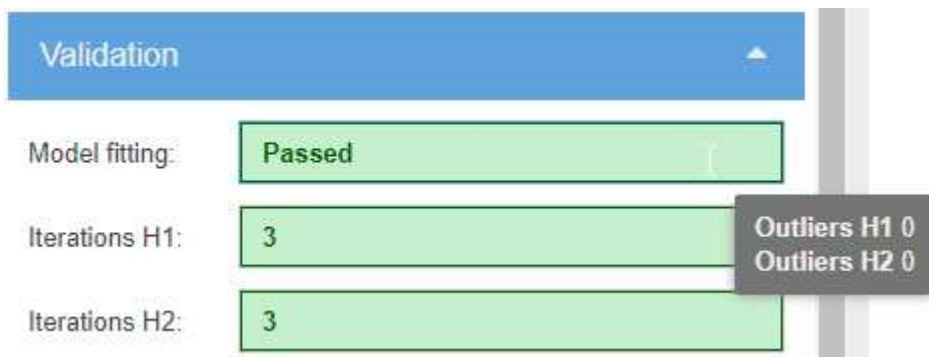 Validation
Model fitting:
Passed
Iterations H1:
3
Outliers H1 0
Outliers H2 0
Iterations H2:
3